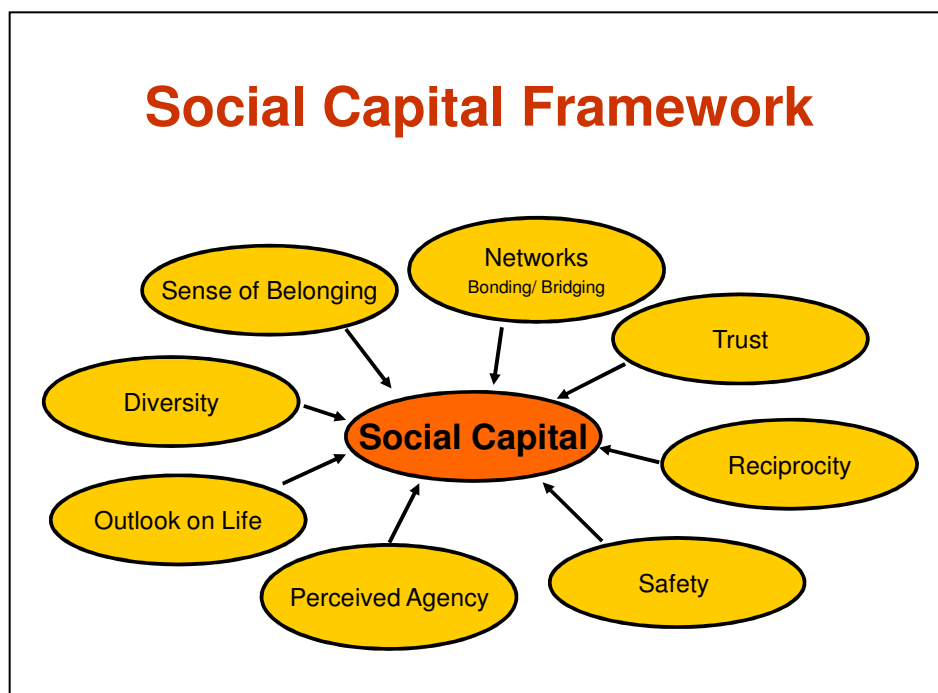 Social Capital Framework
Networks
Bonding/ Bridging
Sense of Belonging
Trust
Diversity
Social Capital
Reciprocity
Outlook on Life
Perceived Agency
Safety